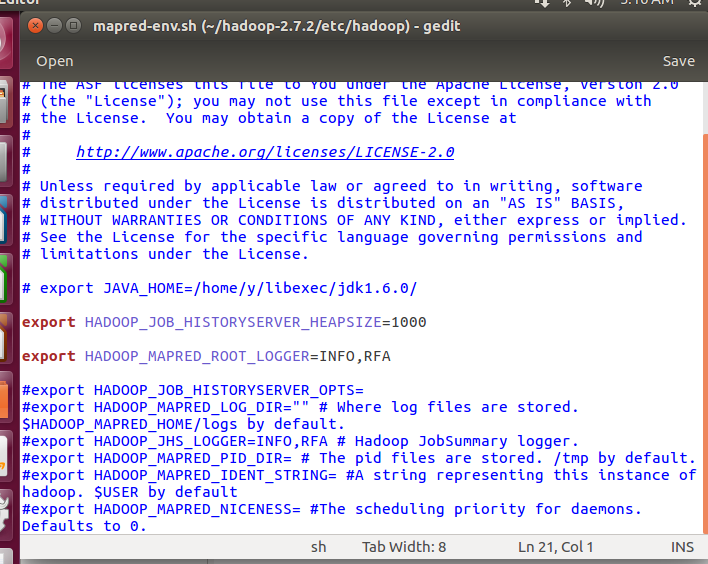 mapred-env.sh (~/hadoop-2.7.2/etc/hadoop) - gedit
Open Save
# The ASF licenses this file to You under the Apache License, Version 2.0
# (the "License"); you may not use this file except in compliance with
# the License.  You may obtain a copy of the License at
#
#     http://www.apache.org/licenses/LICENSE-2.0
#
# Unless required by applicable law or agreed to in writing, software
# distributed under the License is distributed on an "AS IS" BASIS,
# WITHOUT WARRANTIES OR CONDITIONS OF ANY KIND, either express or implied.
# See the License for the specific language governing permissions and
# limitations under the License.
# export JAVA_HOME=/home/y/libexec/jdk1.6.0/
export HADOOP_JOB_HISTORYSERVER_HEAPSIZE=1000
export HADOOP_MAPRED_ROOT_LOGGER=INFO,RFA
#export HADOOP_JOB_HISTORYSERVER_OPTS=
#export HADOOP_MAPRED_LOG_DIR="" # Where log files are stored.
$HADOOP_MAPRED_HOME/logs by default.
#export HADOOP_JHS_LOGGER=INFO,RFA # Hadoop JobSummary logger.
#export HADOOP_MAPRED_PID_DIR= # The pid files are stored. /tmp by default.
#export HADOOP_MAPRED_IDENT_STRING= #A string representing this instance of
hadoop. $USER by default
#export HADOOP_MAPRED_NICENESS= #The scheduling priority for daemons.
Defaults to 0.
sh Tab Width: 8 Ln 21, Col 1 INS